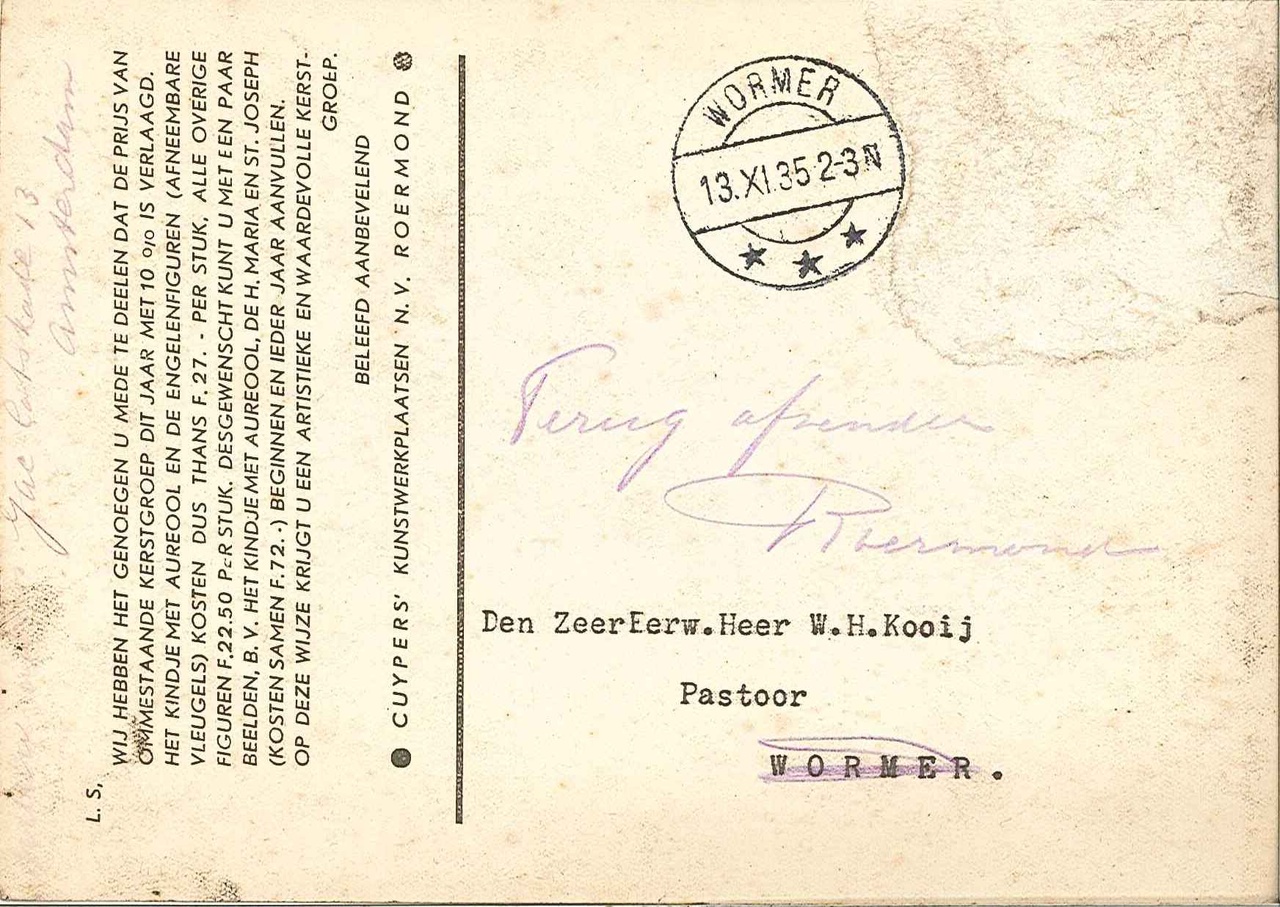 L. S,
WIJ HEBBEN HET GENOEGEN U MEDE TE DEELEN DAT DE PRIJS VAN
OMMESTAANDE KERSTGROEP DIT JAAR MET 10 % IS VERLAAGD.
HET KINDJE MET AUREOOL EN DE ENGELENFIGUREN (AFNEEMBARE
VLEUGELS) KOSTEN DUS THANS F. 27. - PER STUK. ALLE OVERIGE
FIGUREN F.22.50 PER STUK. DESGEWENSCHT KUNT U MET EEN PAAR
BEELDEN, B. V. HET KINDJE MET AUREOOL, DE H. MARIA EN ST. JOSEPH
(KOSTEN SAMEN F. 72. -) BEGINNEN EN IEDER JAAR AANVULLEN.
OP DEZE WIJZE KRIJGT U EEN ARTISTIEKE EN WAARDEVOLLE KERST-
GROEP.
BELEEFD AANBEVELEND
CUYPERS' KUNSTWERKPLAATSEN N.V. ROERMOND
Jac
13
Amsterdam
WORMER
13.XI.35 2-3 N
Terug afzender
Roermond
Den ZeerEerw.Heer W.H.Kooij
Pastoor
WORMER.